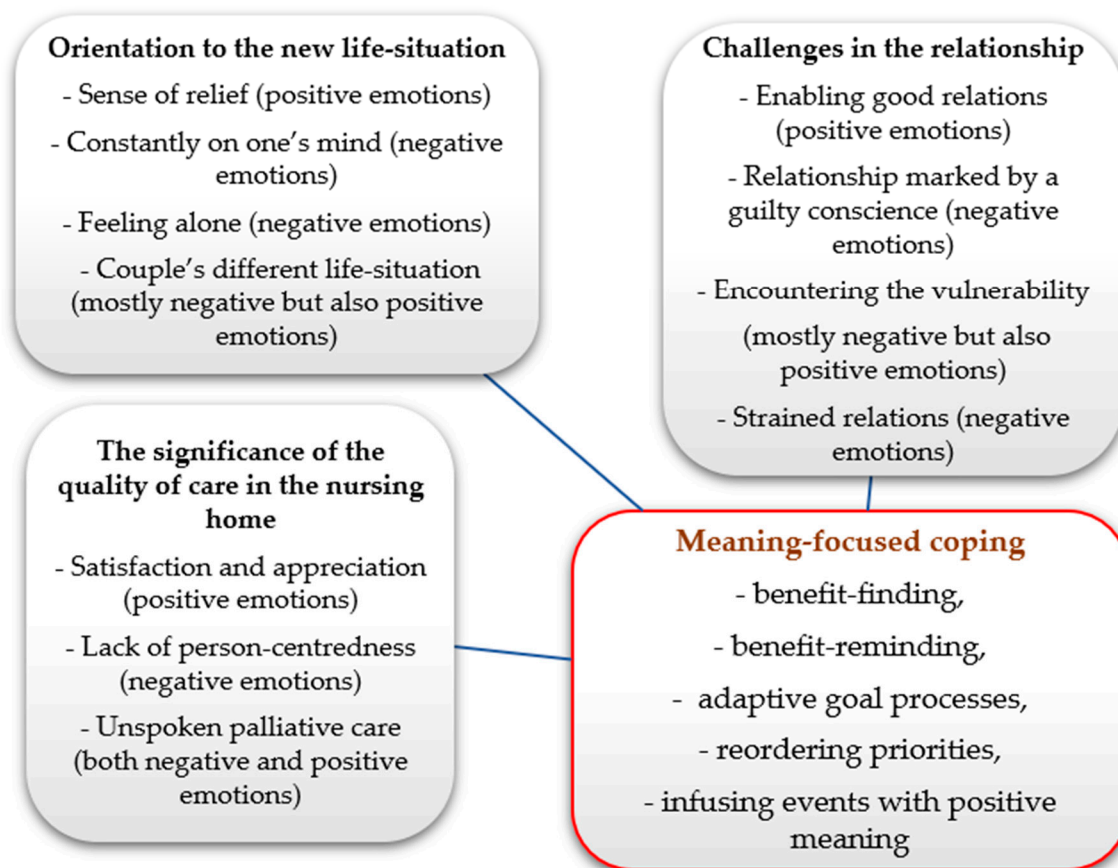 Orientation to the new life-situation
- Sense of relief (positive emotions)
- Constantly on one's mind (negative
emotions)
- Feeling alone (negative emotions)
- Couple's different life-situation
(mostly negative but also positive
emotions)
Challenges in the relationship
- Enabling good relations
(positive emotions)
- Relationship marked by a
guilty conscience (negative
emotions)
- Encountering the vulnerability
(mostly negative but also
positive emotions)
- Strained relations (negative
emotions)
The significance of the
quality of care in the nursing
home
- Satisfaction and appreciation
(positive emotions)
- Lack of person-centredness
(negative emotions)
- Unspoken palliative care
(both negative and positive
emotions)
Meaning-focused coping
- benefit-finding,
- benefit-reminding,
- adaptive goal processes,
- reordering priorities,
- infusing events with positive
meaning